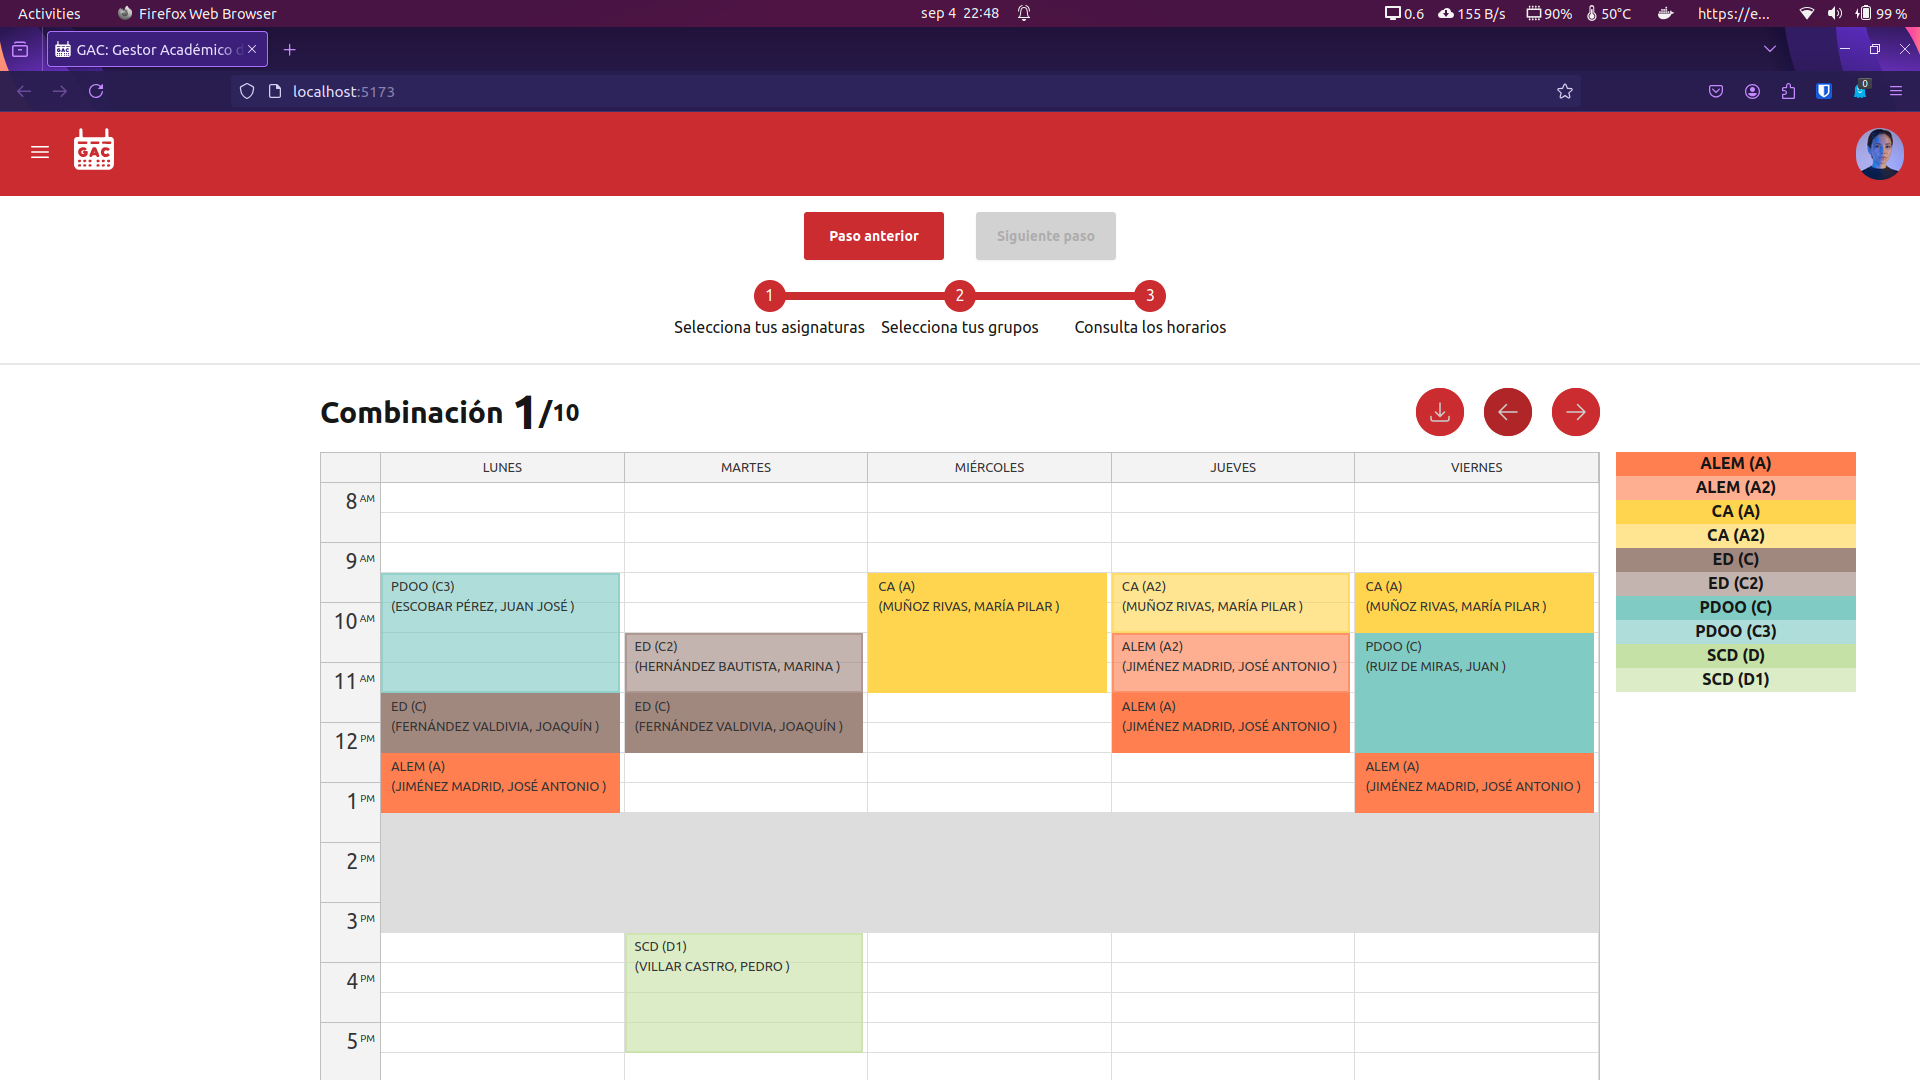 Activities Firefox Web Browser sep 4 22:48 0.6 155 B/s 90% 50°C https://e... 99 %
GAC: Gestor Académico d
localhost:5173
0
GAC
Paso anterior Siguiente paso
1 2 3
Selecciona tus asignaturas Selecciona tus grupos Consulta los horarios
Combinación 1/10
LUNES MARTES MIÉRCOLES JUEVES VIERNES
8 AM
9 AM
10 AM
11 AM
12 PM
1 PM
2 PM
3 PM
4 PM
5 PM
PDOO (C3)
(ESCOBAR PÉREZ, JUAN JOSÉ )
ED (C)
(FERNÁNDEZ VALDIVIA, JOAQUÍN )
ALEM (A)
(JIMÉNEZ MADRID, JOSÉ ANTONIO )
ED (C2)
(HERNÁNDEZ BAUTISTA, MARINA )
ED (C)
(FERNÁNDEZ VALDIVIA, JOAQUÍN )
SCD (D1)
(VILLAR CASTRO, PEDRO )
CA (A)
(MUÑOZ RIVAS, MARÍA PILAR )
CA (A2)
(MUÑOZ RIVAS, MARÍA PILAR )
ALEM (A2)
(JIMÉNEZ MADRID, JOSÉ ANTONIO )
ALEM (A)
(JIMÉNEZ MADRID, JOSÉ ANTONIO )
CA (A)
(MUÑOZ RIVAS, MARÍA PILAR )
PDOO (C)
(RUIZ DE MIRAS, JUAN )
ALEM (A)
(JIMÉNEZ MADRID, JOSÉ ANTONIO )
ALEM (A)
ALEM (A2)
CA (A)
CA (A2)
ED (C)
ED (C2)
PDOO (C)
PDOO (C3)
SCD (D)
SCD (D1)